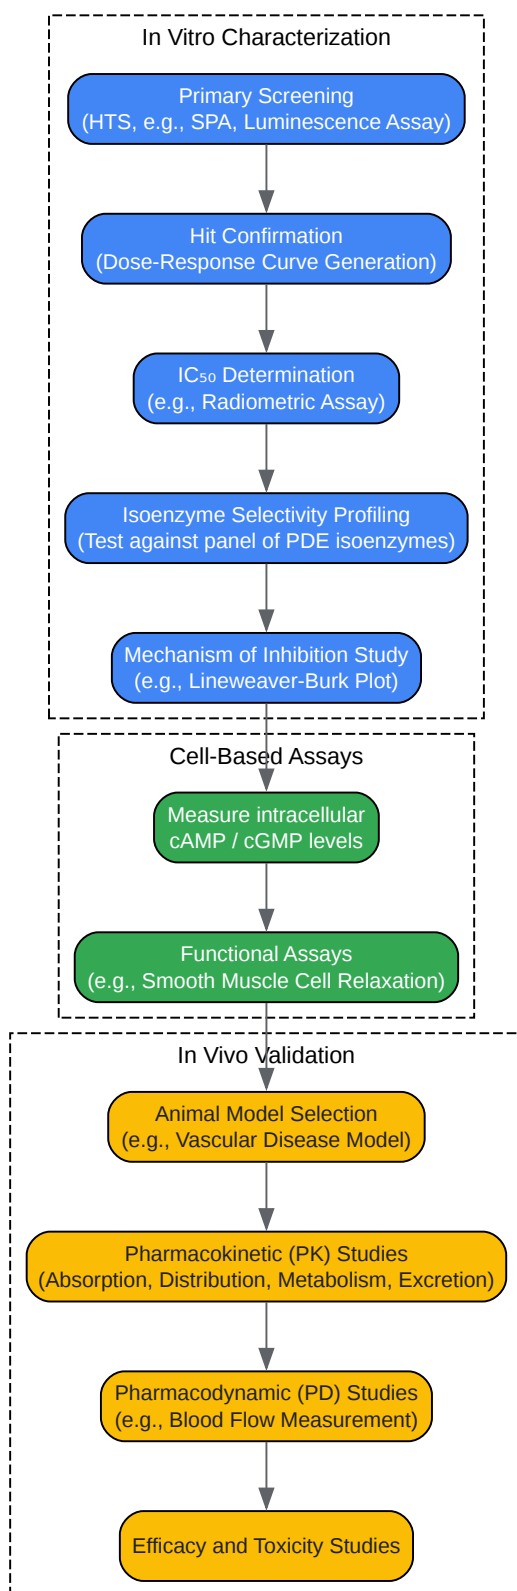 In Vitro Characterization
Primary Screening
(HTS, e.g., SPA, Luminescence Assay)
Hit Confirmation
(Dose-Response Curve Generation)
IC₅₀ Determination
(e.g., Radiometric Assay)
Isoenzyme Selectivity Profiling
(Test against panel of PDE isoenzymes)
Mechanism of Inhibition Study
(e.g., Lineweaver-Burk Plot)
Cell-Based Assays
Measure intracellular
cAMP / cGMP levels
Functional Assays
(e.g., Smooth Muscle Cell Relaxation)
In Vivo Validation
Animal Model Selection
(e.g., Vascular Disease Model)
Pharmacokinetic (PK) Studies
(Absorption, Distribution, Metabolism, Excretion)
Pharmacodynamic (PD) Studies
(e.g., Blood Flow Measurement)
Efficacy and Toxicity Studies